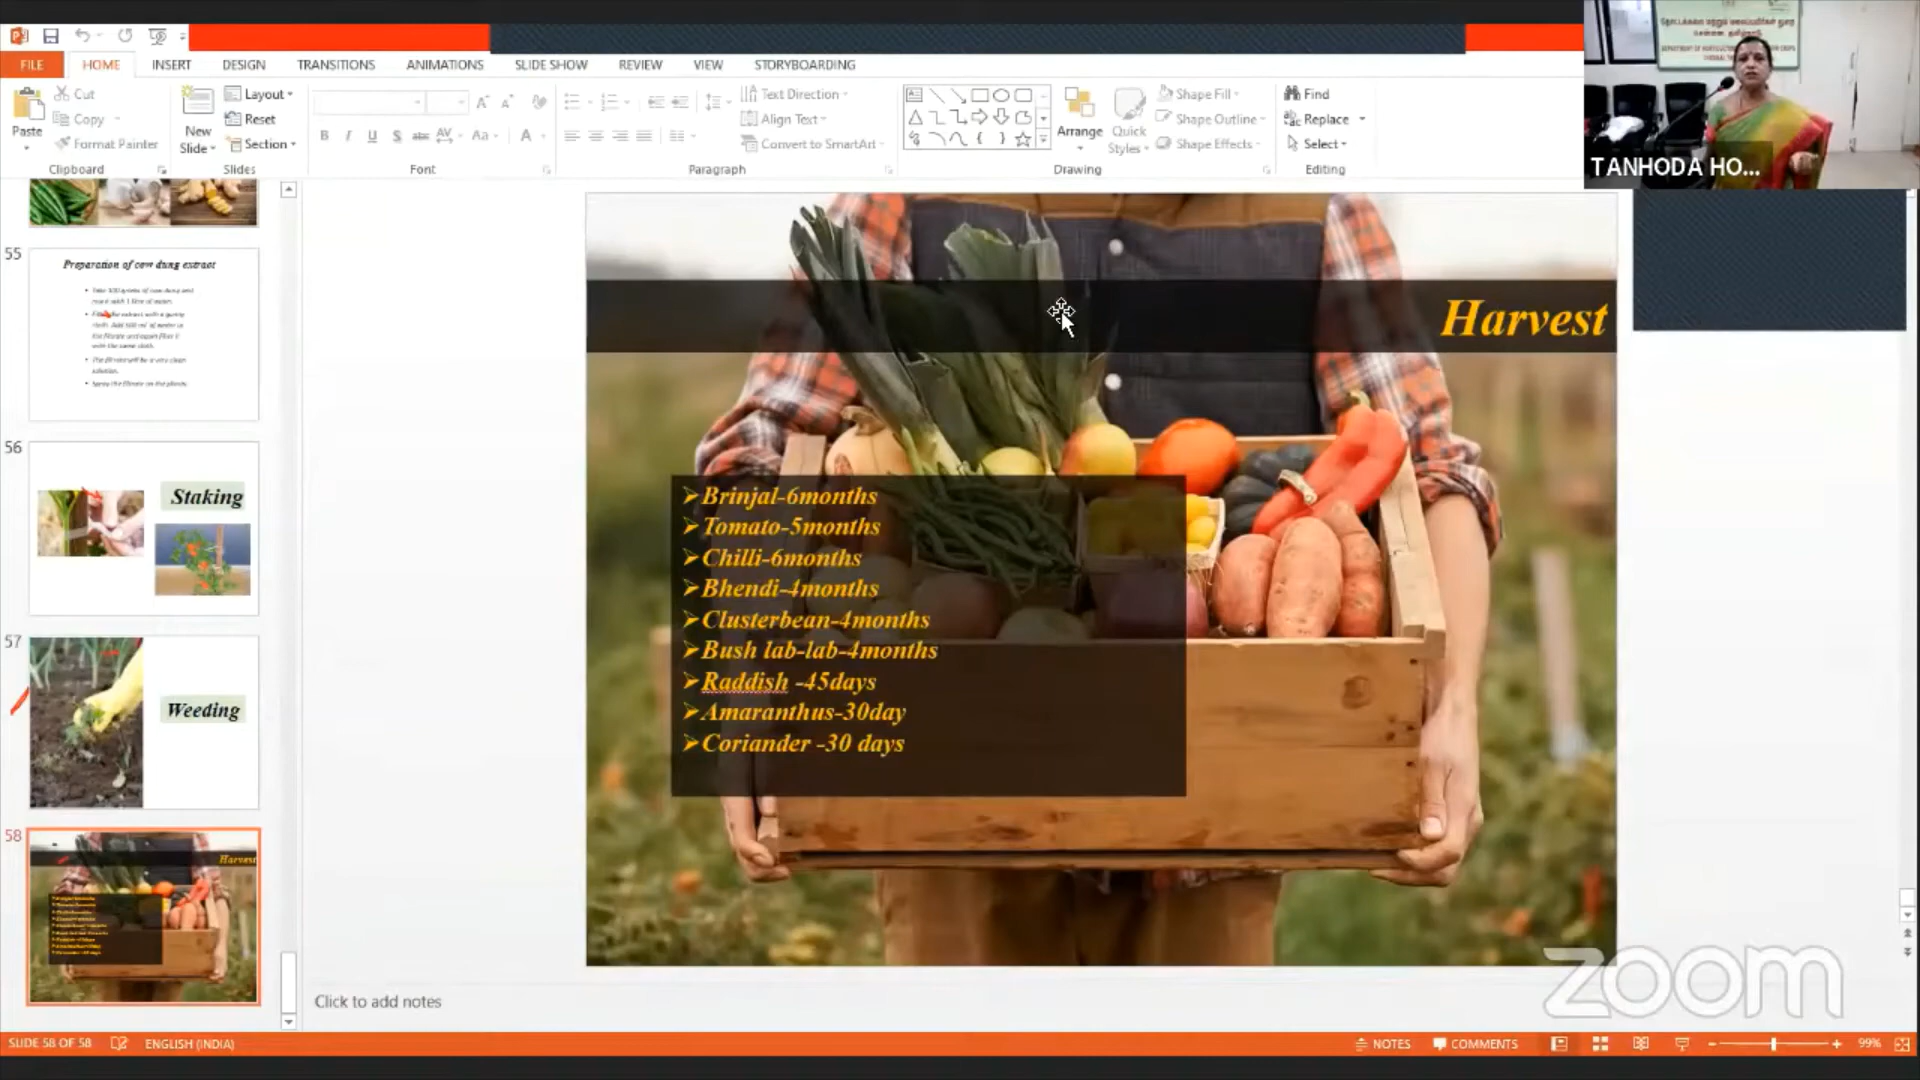 FILE
HOME
INSERT
DESIGN
TRANSITIONS
ANIMATIONS
SLIDE SHOW
REVIEW
VIEW
STORYBOARDING
Paste
Cut
Copy
Format Painter
Clipboard
New
Slide
Layout
Reset
Section
Slides
Font
Text Direction
Align Text
Convert to SmartArt
Paragraph
Arrange
Quick
Styles
Shape Fill
Shape Outline
Shape Effects
Drawing
Find
Replace
Select
Editing
TANHODA HO...
55
Preparation of cow dung extract
56
Staking
57
Weeding
58
Harvest
Harvest
➢Brinjal-6months
➢Tomato-5months
➢Chilli-6months
➢Bhendi-4months
➢Clusterbean-4months
➢Bush lab-lab-4months
➢Raddish -45days
➢Amaranthus-30day
➢Coriander -30 days
Click to add notes
zoom
SLIDE 58 OF 58
ENGLISH (INDIA)
NOTES
COMMENTS
99%